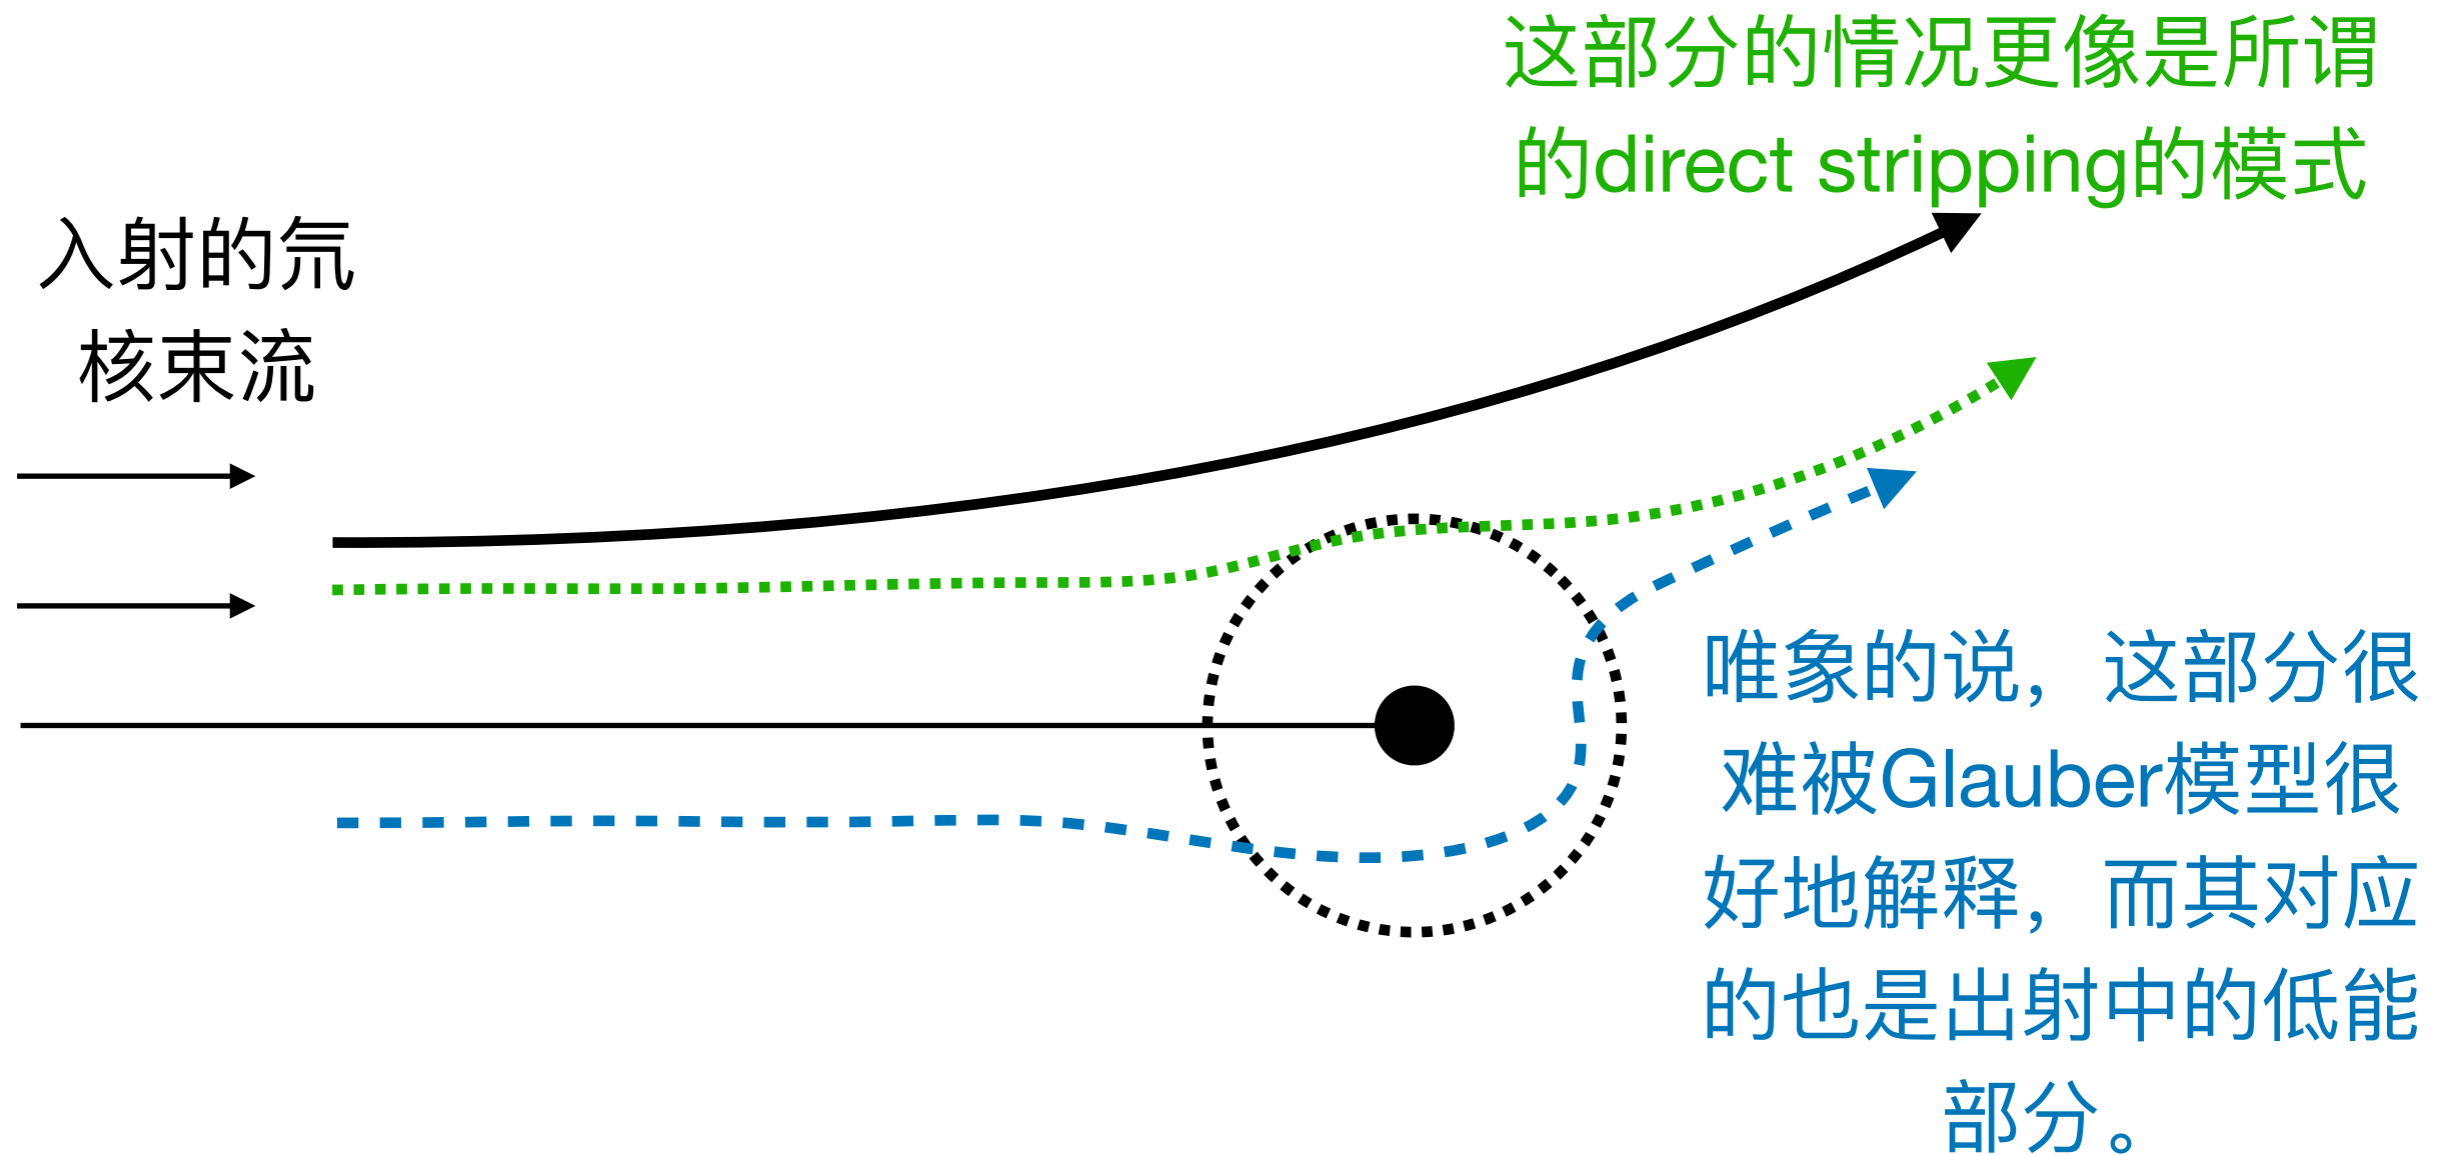 这部分的情况更像是所谓
的direct stripping的模式
入射的氘
核束流
唯象的说，这部分很
难被Glauber模型很
好地解释，而其对应
的也是出射中的低能
部分。